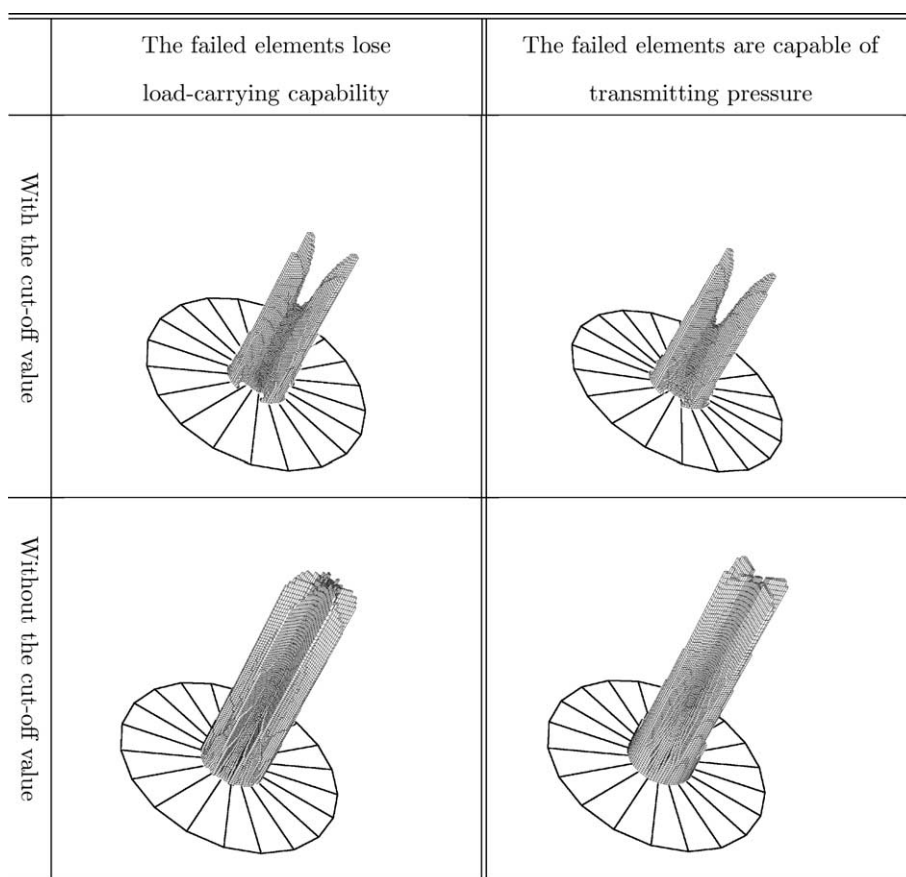 The failed elements lose
load-carrying capability
The failed elements are capable of
transmitting pressure
With the cut-off value
Without the cut-off value